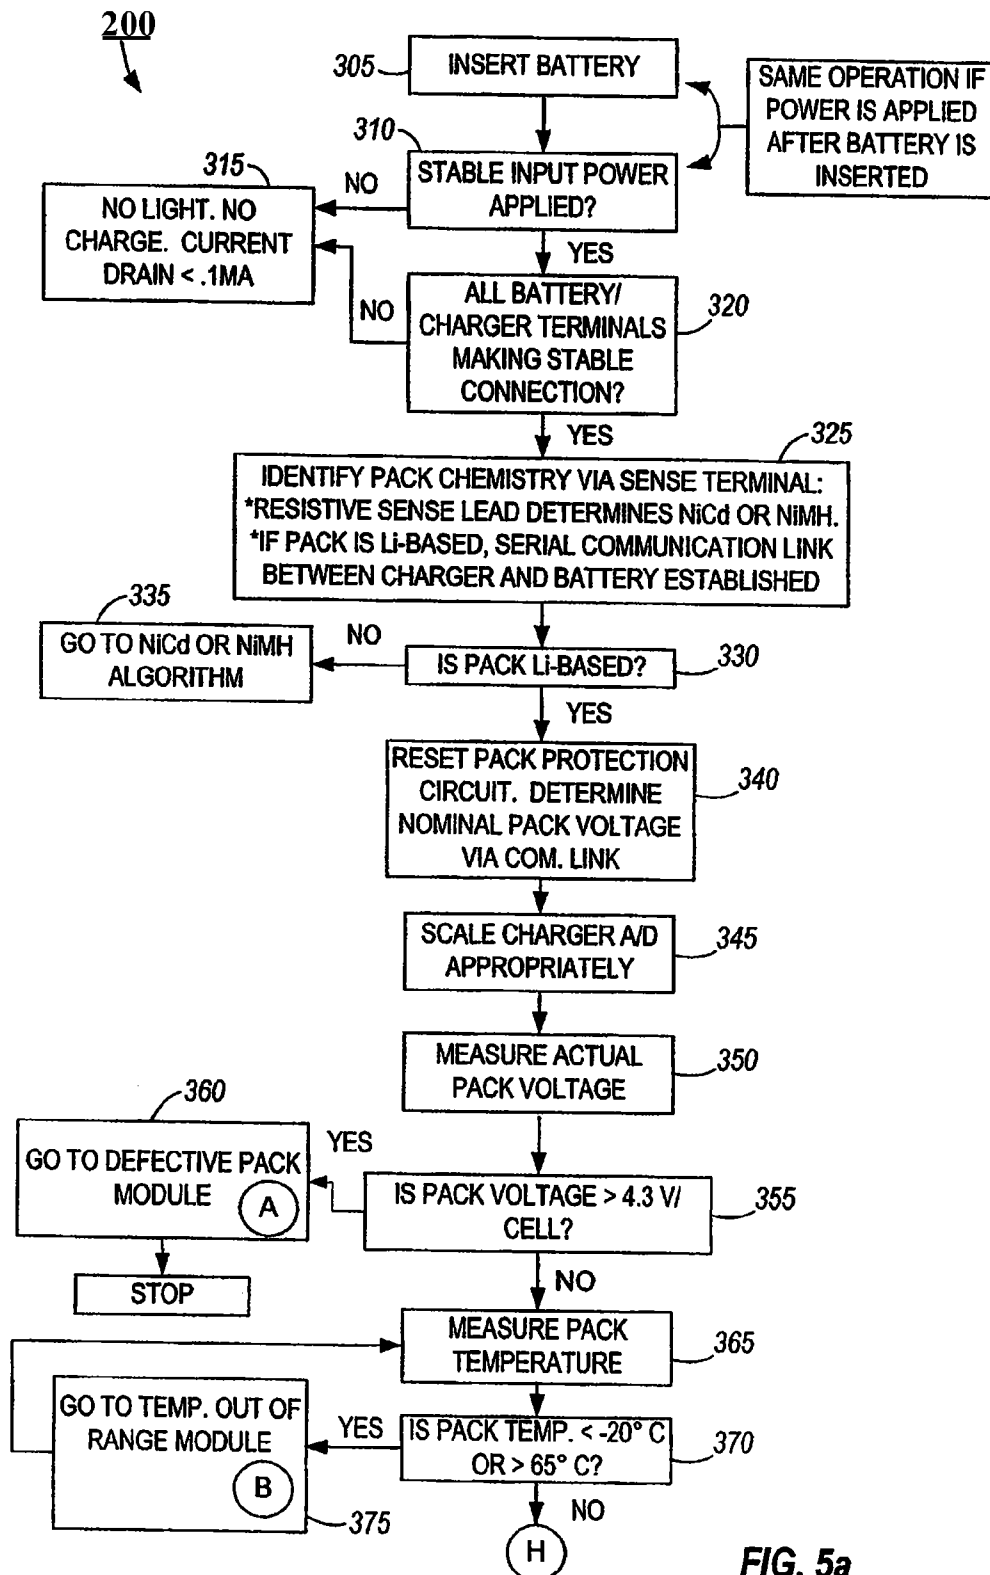 200
305
INSERT BATTERY
SAME OPERATION IF
POWER IS APPLIED
AFTER BATTERY IS
INSERTED
310
STABLE INPUT POWER
APPLIED?
315
NO
NO LIGHT. NO
CHARGE. CURRENT
DRAIN < .1MA
YES
NO
ALL BATTERY/
CHARGER TERMINALS
MAKING STABLE
CONNECTION?
320
YES
325
IDENTIFY PACK CHEMISTRY VIA SENSE TERMINAL:
*RESISTIVE SENSE LEAD DETERMINES NiCd OR NiMH.
*IF PACK IS Li-BASED, SERIAL COMMUNICATION LINK
BETWEEN CHARGER AND BATTERY ESTABLISHED
335
GO TO NiCd OR NiMH
ALGORITHM
NO
IS PACK Li-BASED?
330
YES
RESET PACK PROTECTION
CIRCUIT. DETERMINE
NOMINAL PACK VOLTAGE
VIA COM. LINK
340
SCALE CHARGER A/D
APPROPRIATELY
345
MEASURE ACTUAL
PACK VOLTAGE
350
360
GO TO DEFECTIVE PACK
MODULE
A
YES
IS PACK VOLTAGE > 4.3 V/
CELL?
355
STOP
NO
MEASURE PACK
TEMPERATURE
365
GO TO TEMP. OUT OF
RANGE MODULE
B
375
YES
IS PACK TEMP. < -20° C
OR > 65° C?
370
NO
H
FIG. 5a